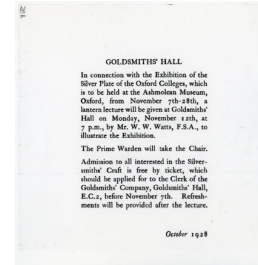 GOLDSMITHS' HALL
In connection with the Exhibition of the
Silver Plate of the Oxford Colleges, which
is to be held at the Ashmolean Museum,
Oxford, from November 7th-28th, a
lantern lecture will be given at Goldsmiths'
Hall on Monday, November 12th, at
7 p.m., by Mr. W. W. Watts, F.S.A., to
illustrate the Exhibition.
The Prime Warden will take the Chair.
Admission to all interested in the Silver-
smiths' Craft is free by ticket, which
should be applied for to the Clerk of the
Goldsmiths' Company, Goldsmiths' Hall,
E.C.2, before November 7th. Refresh-
ments will be provided after the lecture.
October 1928